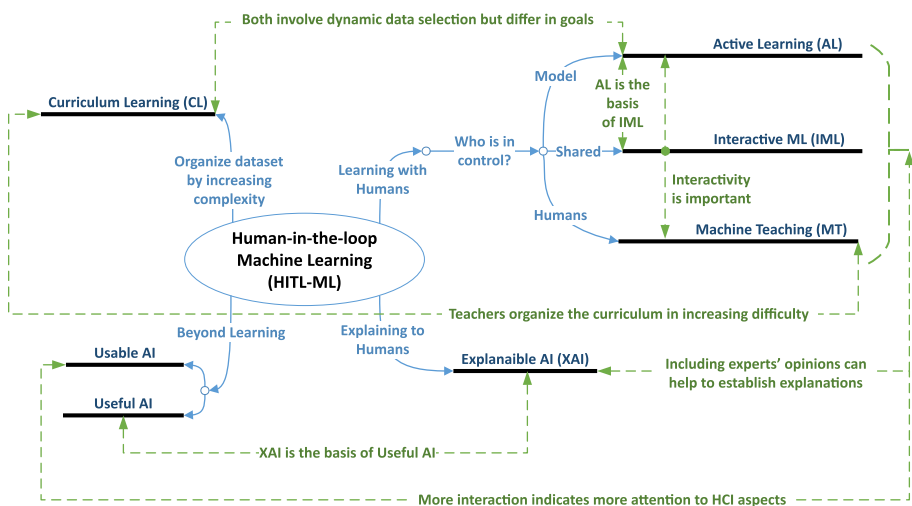 Both involve dynamic data selection but differ in goals
Active Learning (AL)
Model
AL is the
basis
of IML
Curriculum Learning (CL)
Who is in
control?
Shared
Interactive ML (IML)
Organize dataset
by increasing
complexity
Learning with
Humans
Interactivity
is important
Humans
Machine Teaching (MT)
Human-in-the-loop
Machine Learning
(HITL-ML)
Teachers organize the curriculum in increasing difficulty
Beyond Learning
Explaining to
Humans
Usable AI
Explanaible AI (XAI)
Including experts' opinions can
help to establish explanations
Useful AI
XAI is the basis of Useful AI
More interaction indicates more attention to HCI aspects